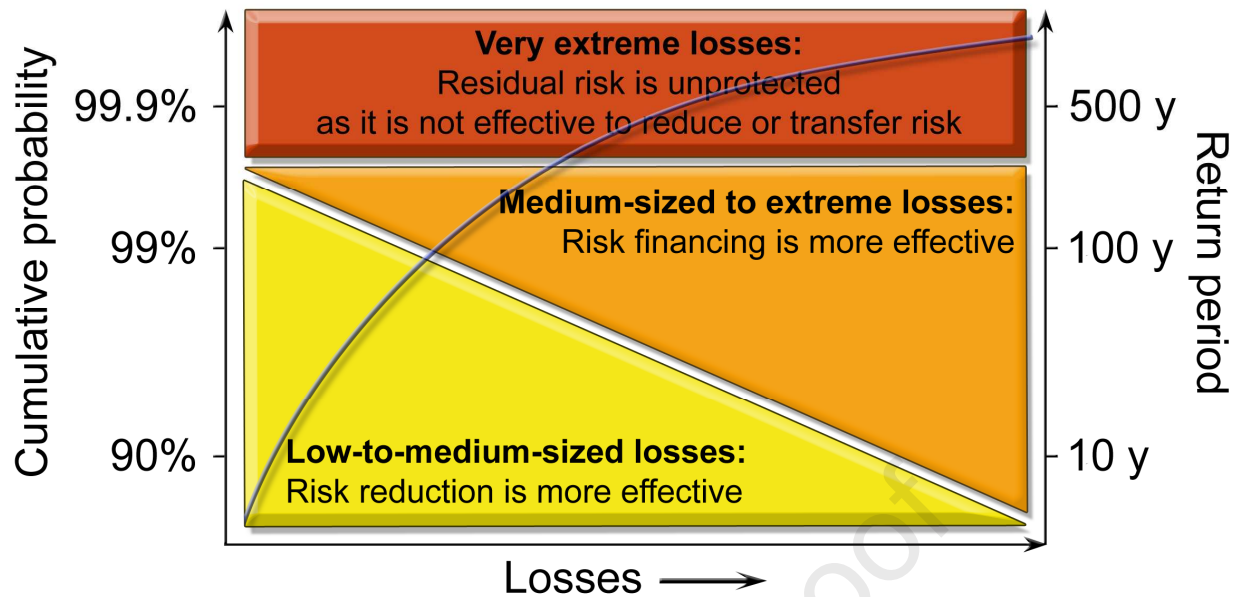 Cumulative probability
99.9%
99%
90%
Very extreme losses:
Residual risk is unprotected
as it is not effective to reduce or transfer risk
Medium-sized to extreme losses:
Risk financing is more effective
Low-to-medium-sized losses:
Risk reduction is more effective
500 y
100 y
10 y
Return period
Losses
oof